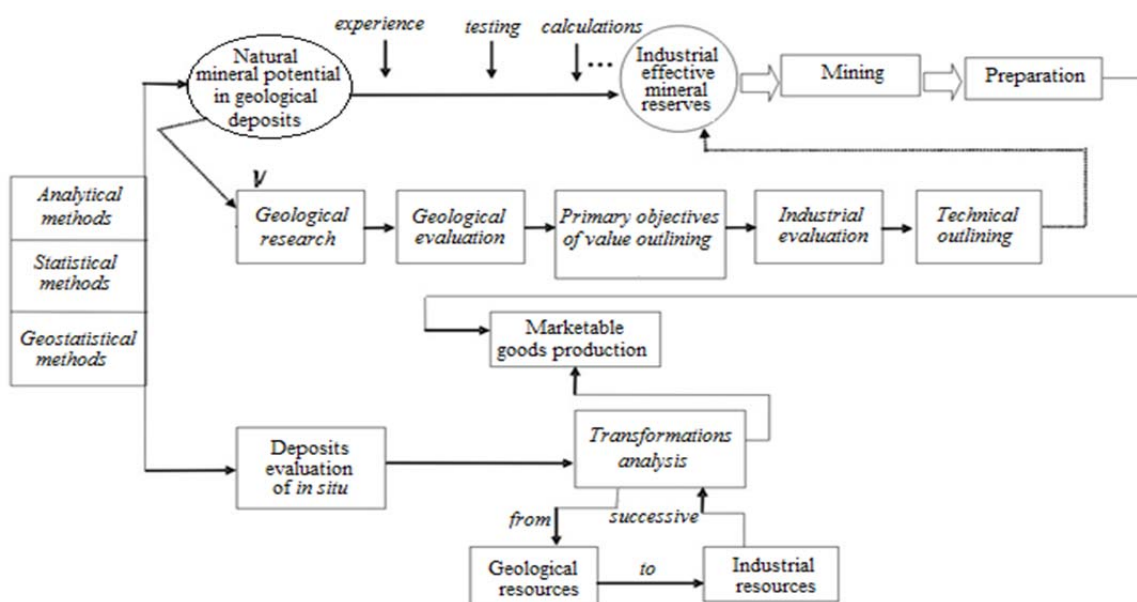 experience
testing
calculations
...
Natural
mineral potential
in geological
deposits
Industrial
effective
mineral
reserves
Mining
Preparation
Analytical
methods
Statistical
methods
Geostatistical
methods
V
Geological
research
Geological
evaluation
Primary objectives
of value outlining
Industrial
evaluation
Technical
outlining
Marketable
goods production
Deposits
evaluation
of in situ
Transformations
analysis
from
successive
Geological
resources
to
Industrial
resources